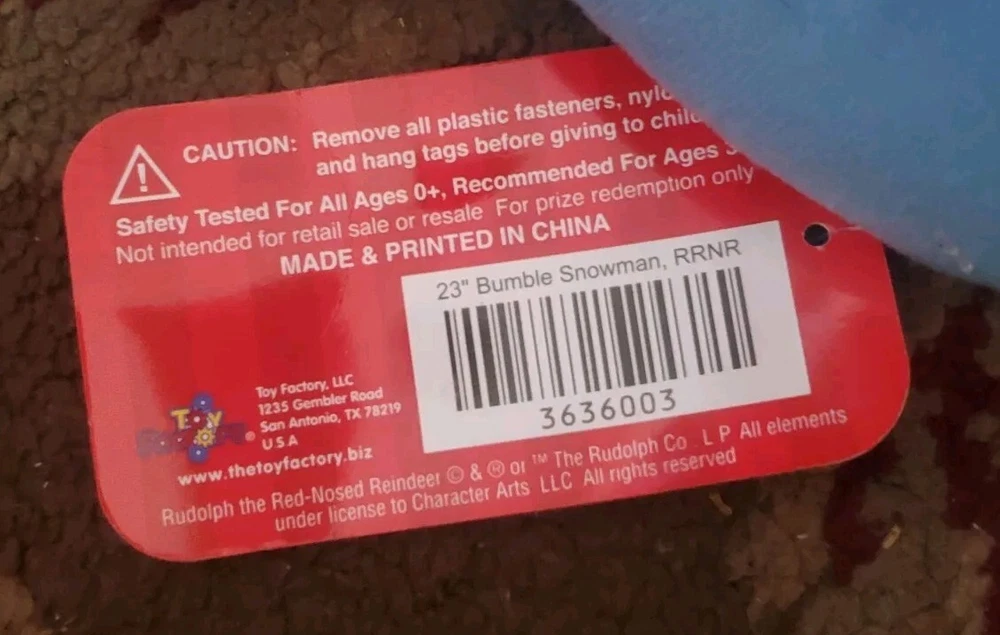 CAUTION: Remove all plastic fasteners,
and hang tags before giving to
Safety Tested For All Ages 0+, Recommended For Ages
Not intended for retail sale or resale For prize redemption only
MADE & PRINTED IN CHINA
23" Bumble Snowman, RRNR
3636003
TOY
Toy Factory, LLC
1235 Gembler Road
San Antonio, TX 78219
USA
www.thetoyfactory.biz
Rudolph the Red-Nosed Reindeer © & ® or ™ The Rudolph Co L P All elements
under license to Character Arts LLC All rights reserved